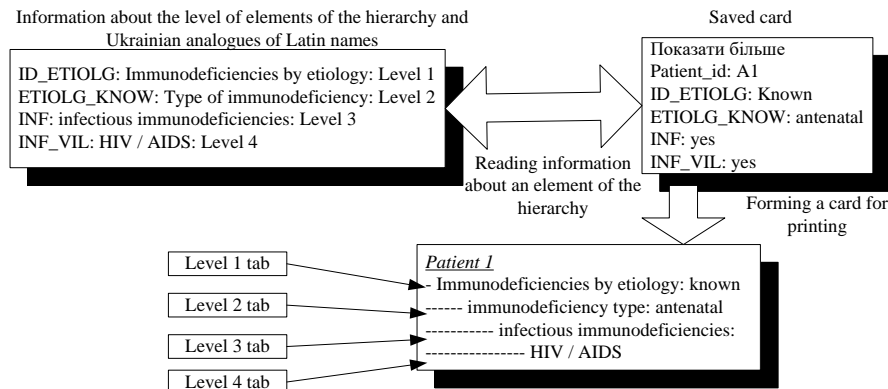 Information about the level of elements of the hierarchy and
Ukrainian analogues of Latin names
ID_ETIOLG: Immunodeficiencies by etiology: Level 1
ETIOLG_KNOW: Type of immunodeficiency: Level 2
INF: infectious immunodeficiencies: Level 3
INF_VIL: HIV / AIDS: Level 4
Saved card
Показати більше
Patient_id: A1
ID_ETIOLG: Known
ETIOLG_KNOW: antenatal
INF: yes
INF_VIL: yes
Reading information
about an element of the
hierarchy
Forming a card for
printing
Level 1 tab
Level 2 tab
Level 3 tab
Level 4 tab
Patient 1
- Immunodeficiencies by etiology: known
------ immunodeficiency type: antenatal
----------- infectious immunodeficiencies:
---------------- HIV / AIDS